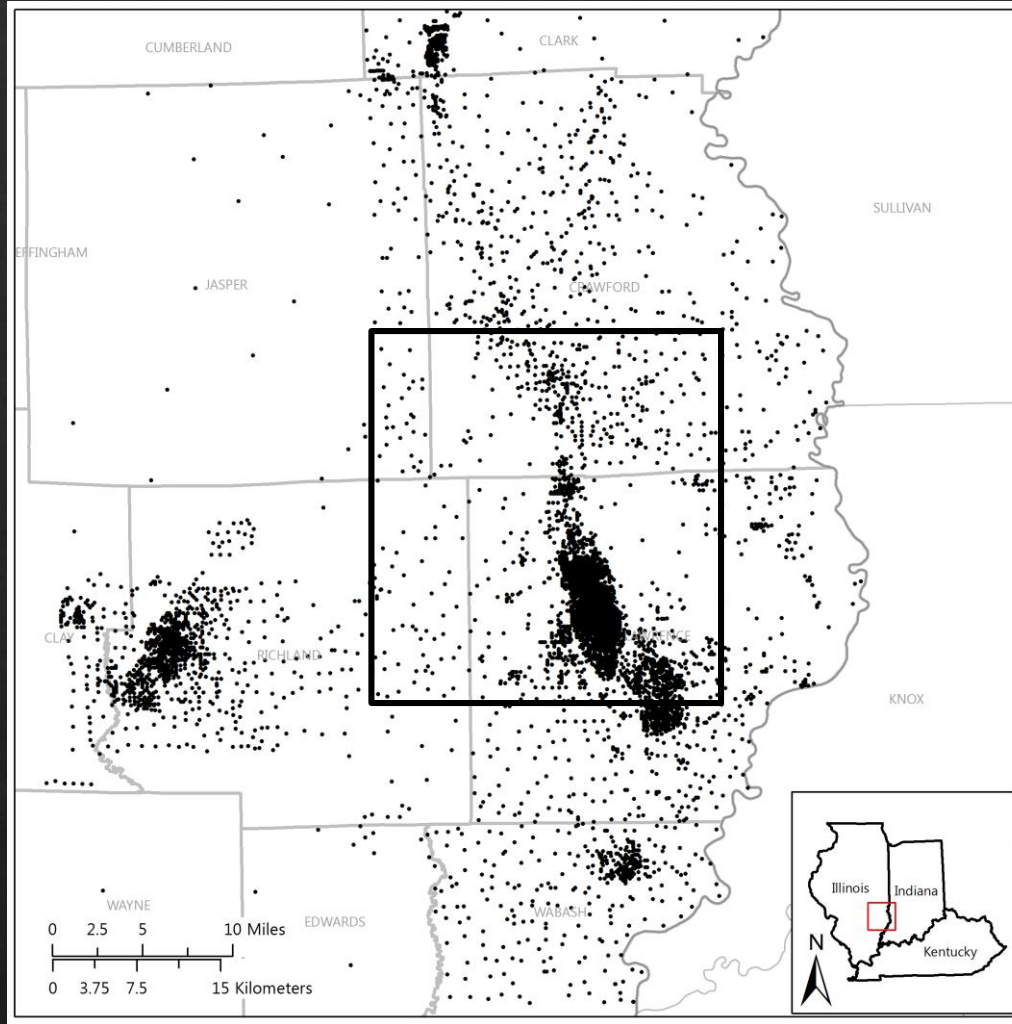 CUMBERLAND
CLARK
SULLIVAN
EFFINGHAM
JASPER
CRAWFORD
CLAY
RICHLAND
LAWRENCE
KNOX
WAYNE
EDWARDS
WABASH
0 2.5 5 10 Miles
0 3.75 7.5 15 Kilometers
Illinois
Indiana
Kentucky
N